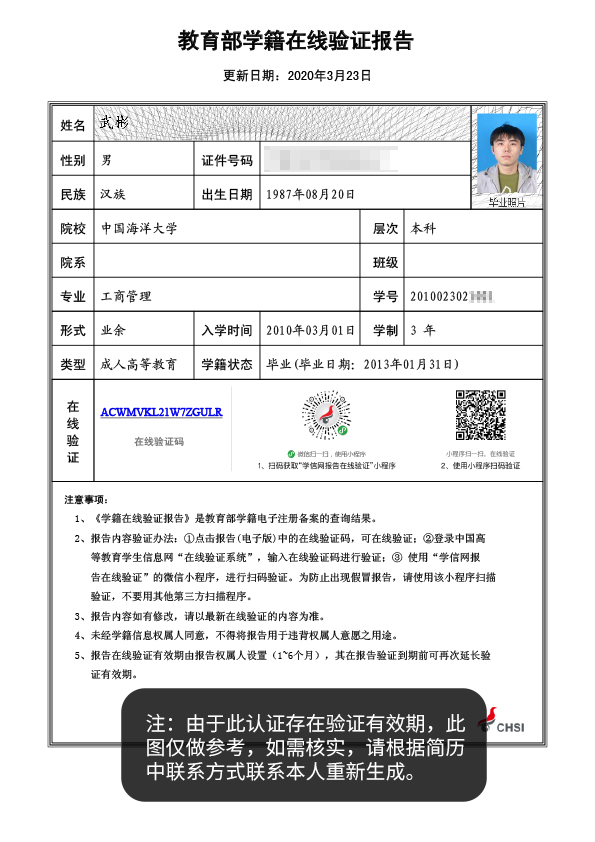 教育部学籍在线验证报告
更新日期：2020年3月23日
姓名 武彬
性别 男 证件号码
民族 汉族 出生日期 1987年08月20日
毕业照片
院校 中国海洋大学 层次 本科
院系 班级
专业 工商管理 学号 201002302
形式 业余 入学时间 2010年03月01日 学制 3 年
类型 成人高等教育 学籍状态 毕业(毕业日期：2013年01月31日)
在线验证
ACWMVKL21W7ZGULR
在线验证码
微信扫一扫，使用小程序
1、扫码获取“学信网报告在线验证”小程序
小程序扫一扫，在线验证
2、使用小程序扫码验证
注意事项：
1、《学籍在线验证报告》是教育部学籍电子注册备案的查询结果。
2、报告内容验证办法：①点击报告(电子版)中的在线验证码，可在线验证；②登录中国高
等教育学生信息网“在线验证系统”，输入在线验证码进行验证；③ 使用“学信网报
告在线验证”的微信小程序，进行扫码验证。为防止出现假冒报告，请使用该小程序扫描
验证，不要用其他第三方扫描程序。
3、报告内容如有修改，请以最新在线验证的内容为准。
4、未经学籍信息权属人同意，不得将报告用于违背权属人意愿之用途。
5、报告在线验证有效期由报告权属人设置（1~6个月），其在报告验证到期前可再次延长验
证有效期。
注：由于此认证存在验证有效期，此
图仅做参考，如需核实，请根据简历
中联系方式联系本人重新生成。
CHSI